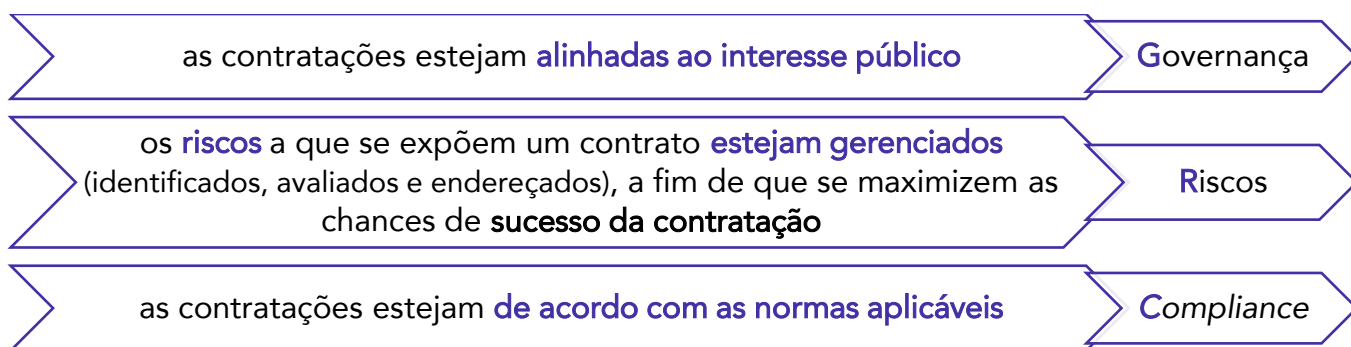 as contratações estejam alinhadas ao interesse público
Governança
os riscos a que se expõem um contrato estejam gerenciados
(identificados, avaliados e endereçados), a fim de que se maximizem as
chances de sucesso da contratação
Riscos
as contratações estejam de acordo com as normas aplicáveis
Compliance